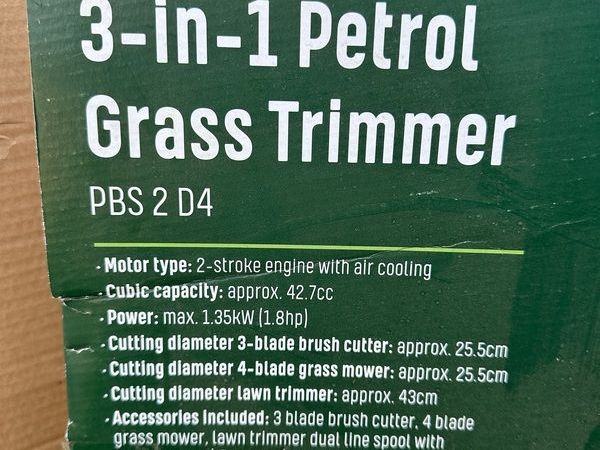 3-in-1 Petrol
Grass Trimmer
PBS 2 D4
· Motor type: 2-stroke engine with air cooling
· Cubic capacity: approx. 42.7cc
· Power: max. 1.35kW (1.8hp)
· Cutting diameter 3-blade brush cutter: approx. 25.5cm
· Cutting diameter 4-blade grass mower: approx. 25.5cm
· Cutting diameter lawn trimmer: approx. 43cm
· Accessories included: 3 blade brush cutter, 4 blade
grass mower, lawn trimmer dual line spool with